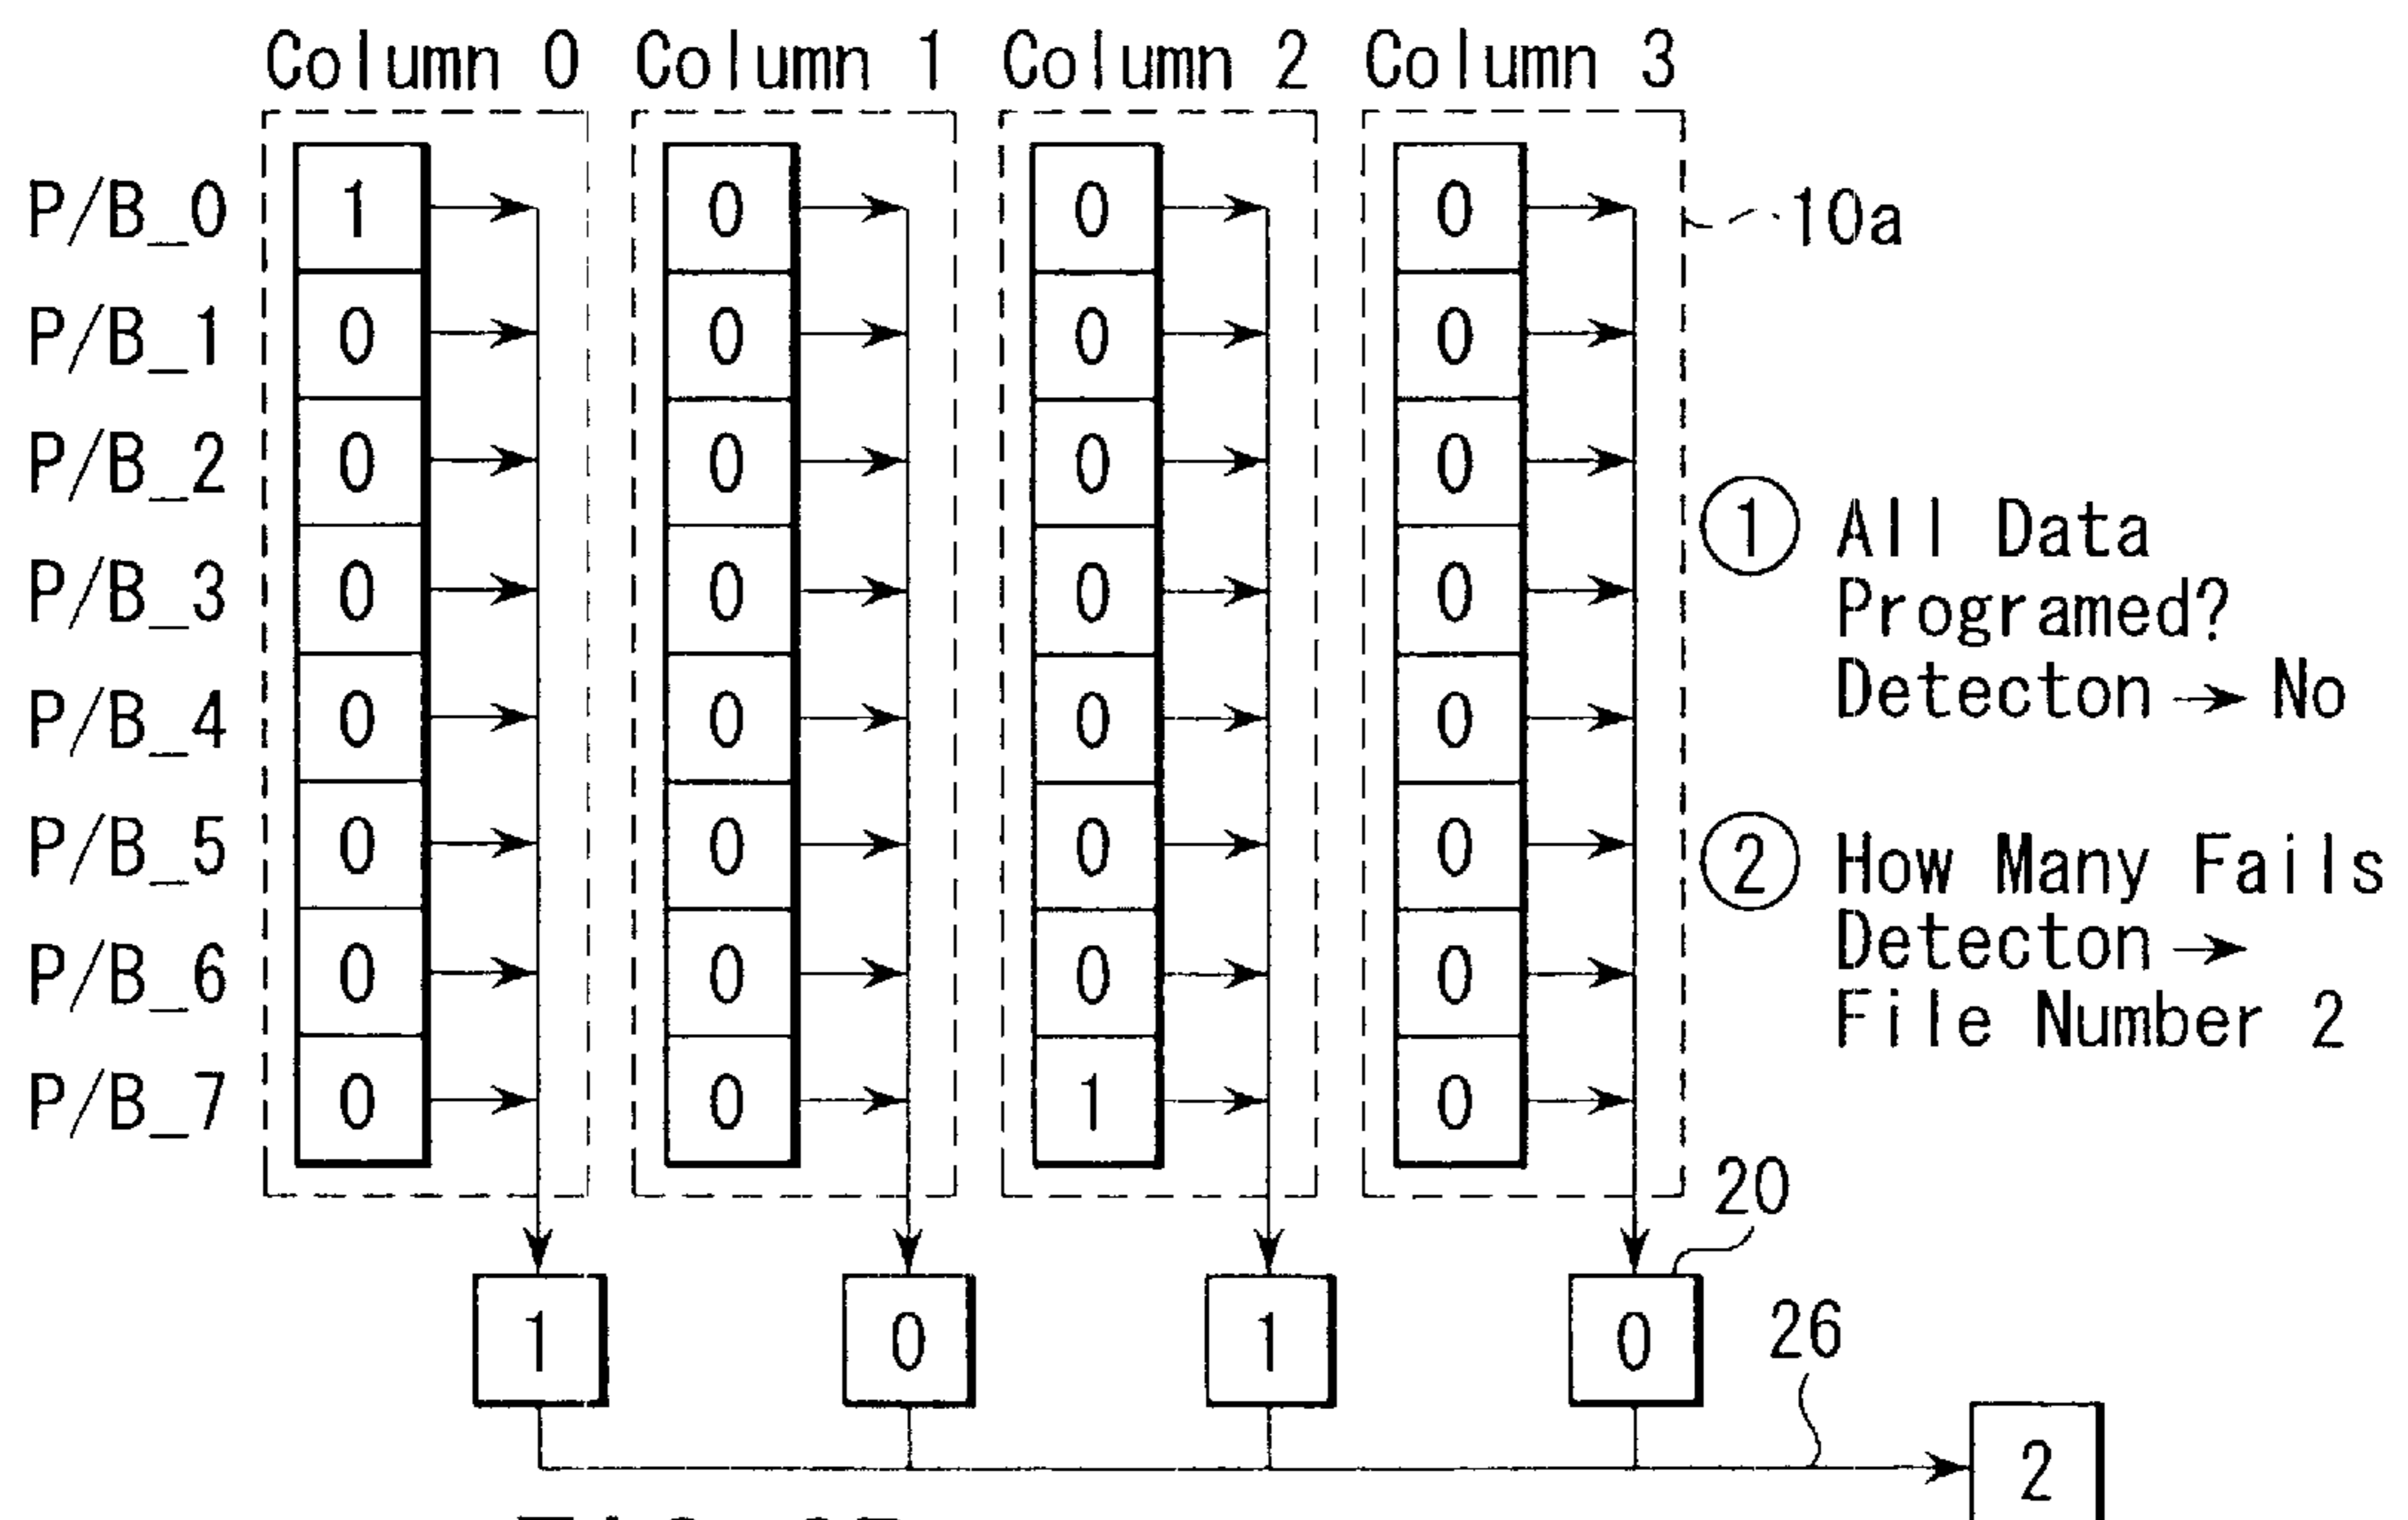 Column 0 Column 1 Column 2 Column 3
P/B_0 1 0 0 0 10a
P/B_1 0 0 0 0
P/B_2 0 0 0 0
P/B_3 0 0 0 0
P/B_4 0 0 0 0
P/B_5 0 0 0 0
P/B_6 0 0 0 0
P/B_7 0 0 1 0
① All Data
Programed?
Detecton → No
② How Many Fails
Detecton →
File Number 2
20
1 0 1 0
26
2